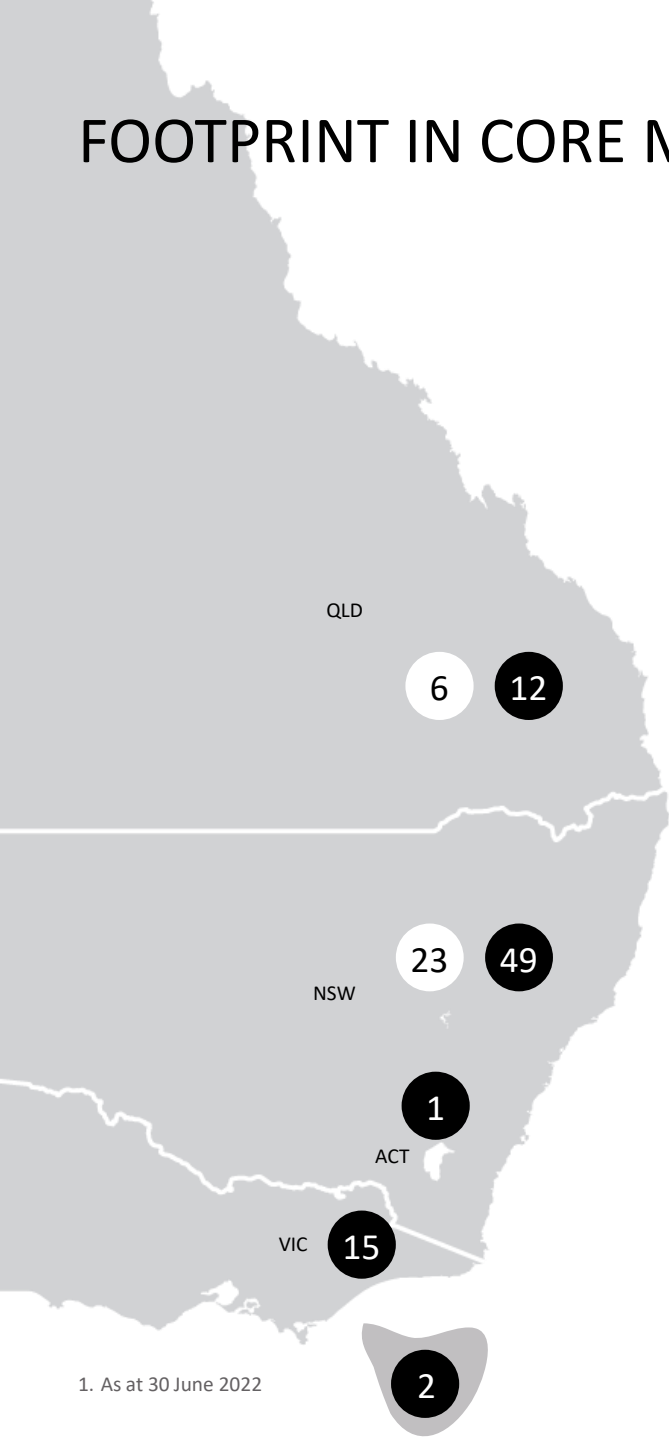 FOOTPRINT IN CORE
QLD
6 12
23 49
NSW
1
ACT
VIC 15
1. As at 30 June 2022
2